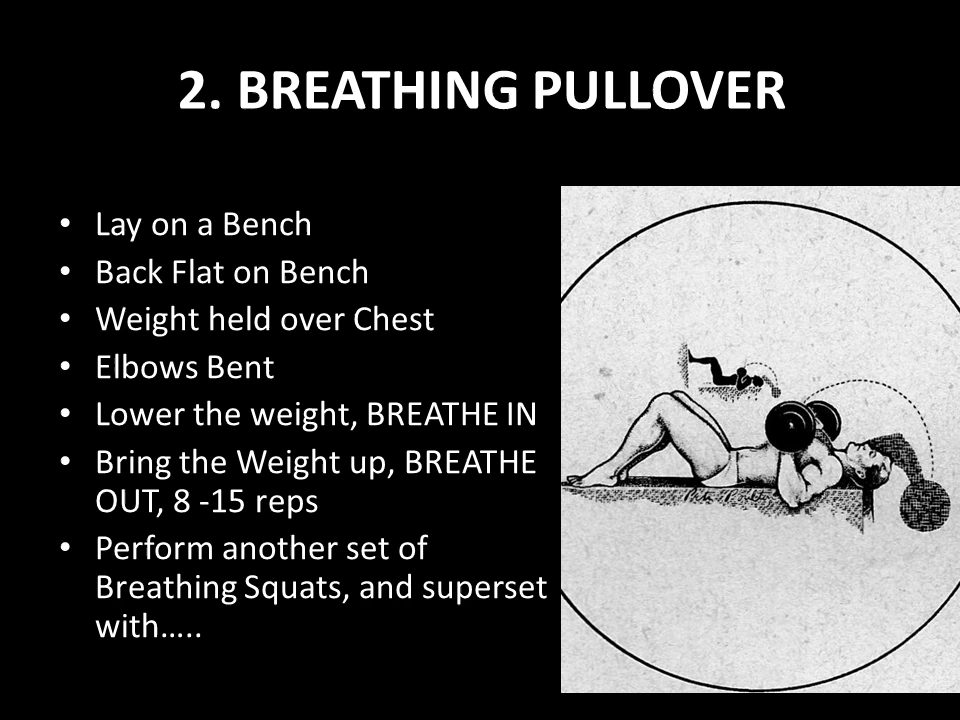 2. BREATHING PULLOVER
• Lay on a Bench
• Back Flat on Bench
• Weight held over Chest
• Elbows Bent
• Lower the weight, BREATHE IN
• Bring the Weight up, BREATHE
OUT, 8 -15 reps
• Perform another set of
Breathing Squats, and superset
with…..